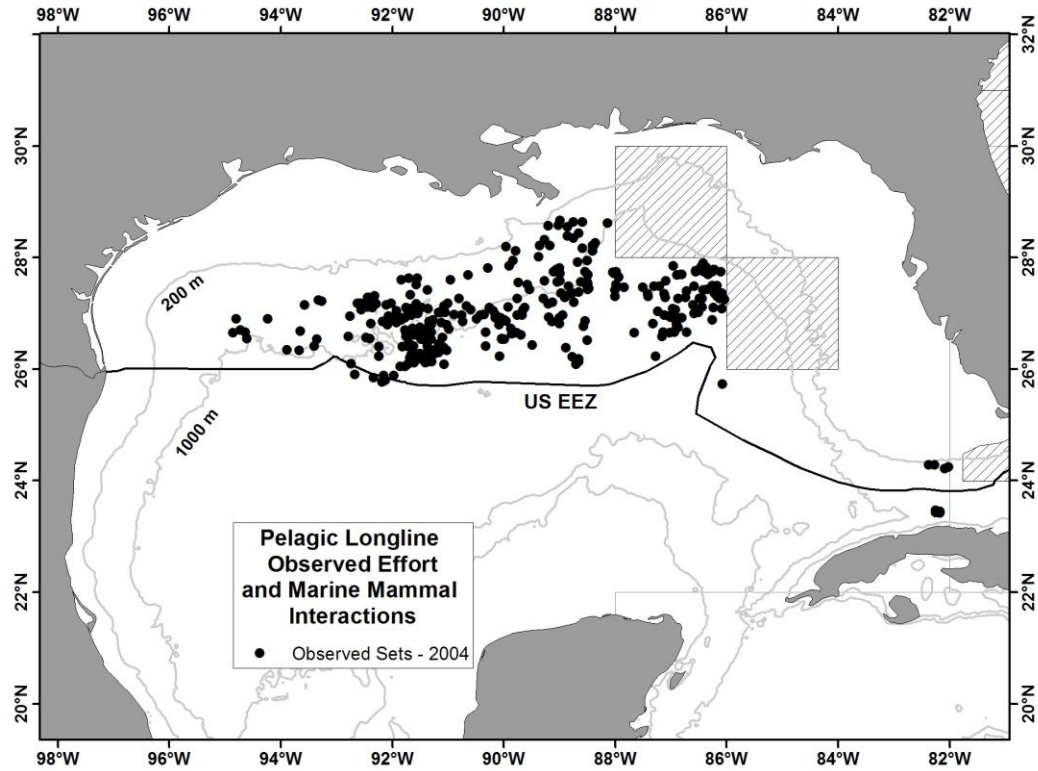 98°W 96°W 94°W 92°W 90°W 88°W 86°W 84°W 82°W
32°N
30°N 30°N
28°N 28°N
200 m
26°N 26°N
US EEZ
1000 m
24°N 24°N
Pelagic Longline
Observed Effort
and Marine Mammal
Interactions
Observed Sets - 2004
22°N 22°N
20°N 20°N
98°W 96°W 94°W 92°W 90°W 88°W 86°W 84°W 82°W